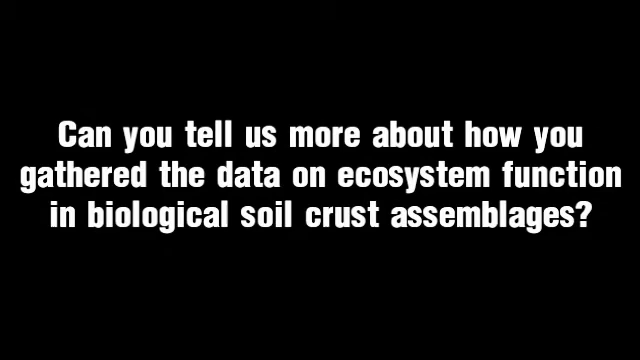 Can you tell us more about how you
gathered the data on ecosystem function
in biological soil crust assemblages?